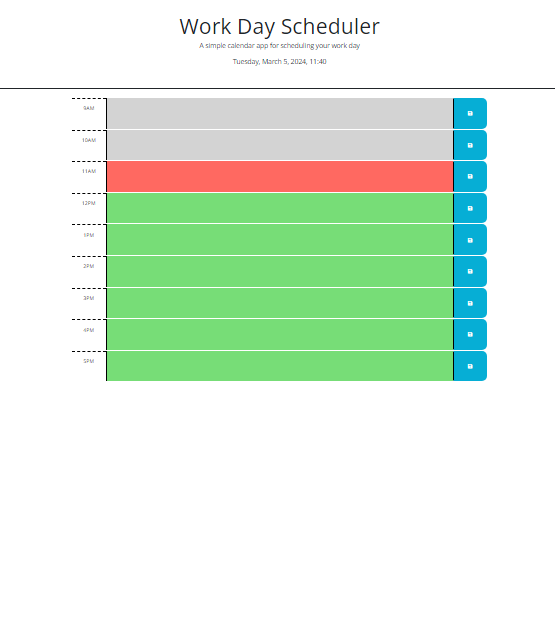 Work Day Scheduler
A simple calendar app for scheduling your work day
Tuesday, March 5, 2024, 11:40
9AM
10AM
11AM
12PM
1PM
2PM
3PM
4PM
5PM